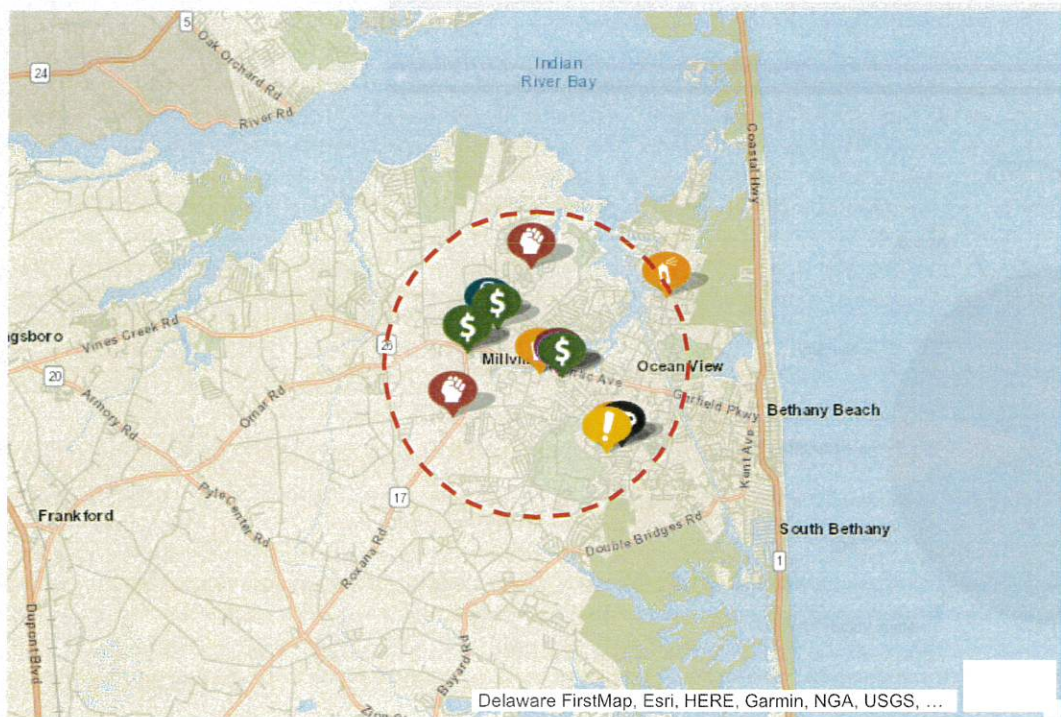 5
Oak Orchard Rd
24
Indian
River Bay
River Rd
Coastal Hwy
ngsboro
Vines Creek Rd
26
$
$
$
Ocean View
20
Armory Rd
Omar Rd
Garfield Pkwy
Bethany Beach
!
Kent Ave
17
Pyle Center Rd
Frankford
Roxana Rd
Double Bridges Rd
South Bethany
1
Dupont Blvd
Bayard Rd
Delaware FirstMap, Esri, HERE, Garmin, NGA, USGS, ...